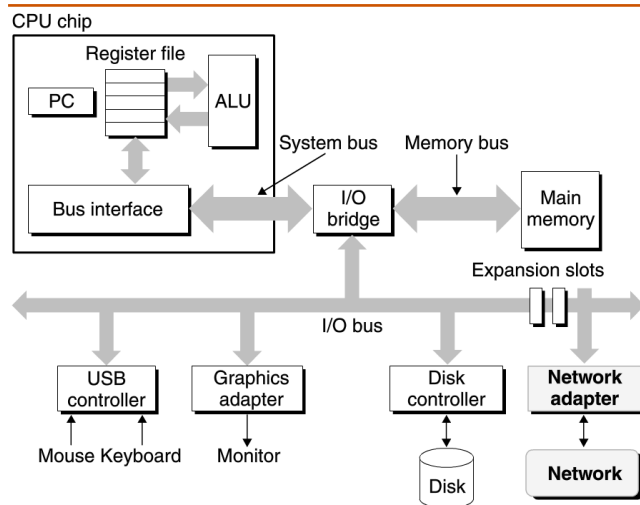 CPU chip
Register file
PC
ALU
System bus
Memory bus
Bus interface
I/O
bridge
Main
memory
Expansion slots
I/O bus
USB
controller
Graphics
adapter
Disk
controller
Network
adapter
Mouse Keyboard
Monitor
Disk
Network